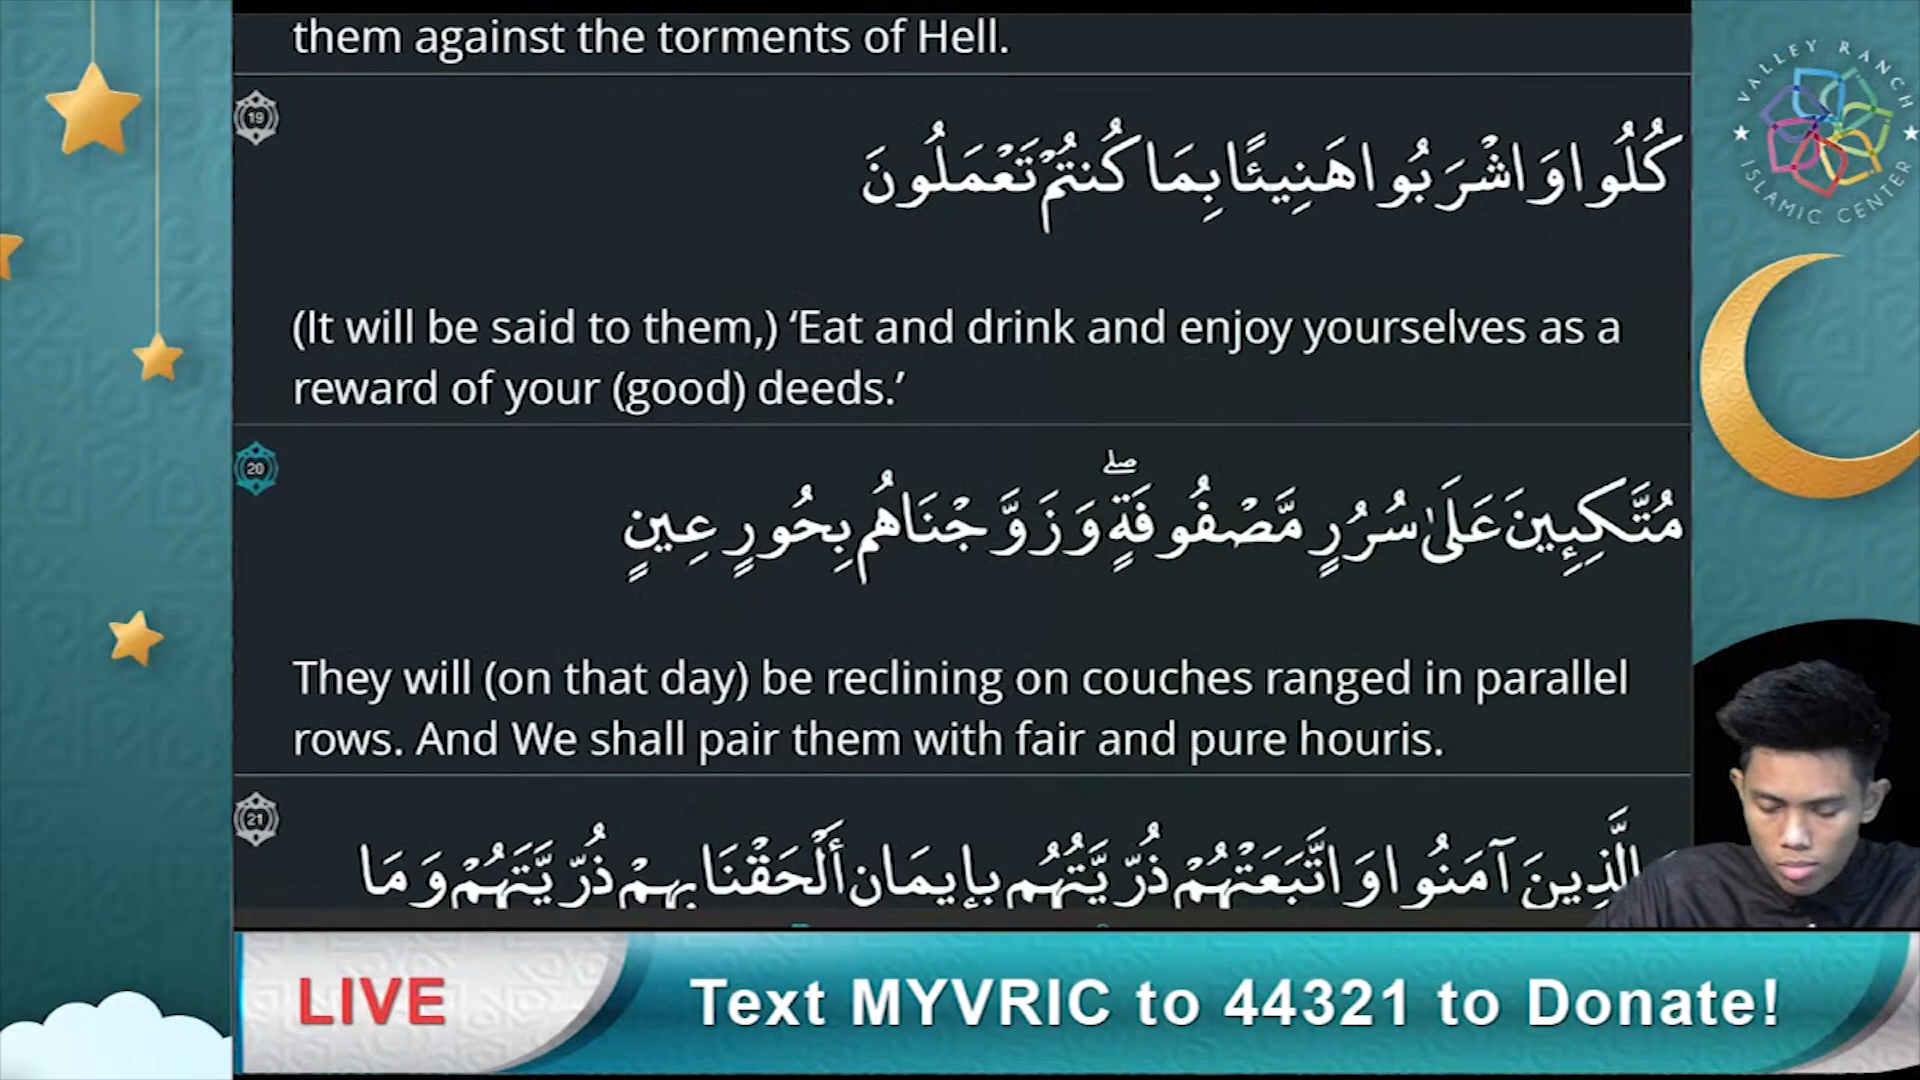 them against the torments of Hell.
19
كُلُوا وَاشْرَبُوا هَنِيئًا بِمَا كُنتُمْ تَعْمَلُونَ
(It will be said to them,) ‘Eat and drink and enjoy yourselves as a
reward of your (good) deeds.’
20
مُتَّكِئِينَ عَلَىٰ سُرُرٍ مَّصْفُوفَةٍ ۖ وَزَوَّجْنَاهُم بِحُورٍ عِينٍ
They will (on that day) be reclining on couches ranged in parallel
rows. And We shall pair them with fair and pure houris.
21
الَّذِينَ آمَنُوا وَاتَّبَعَتْهُمْ ذُرِّيَّتُهُم بِإِيمَانٍ أَلْحَقْنَا بِهِمْ ذُرِّيَّتَهُمْ وَمَا
VALLEY RANCH
ISLAMIC CENTER
LIVE
Text MYVRIC to 44321 to Donate!